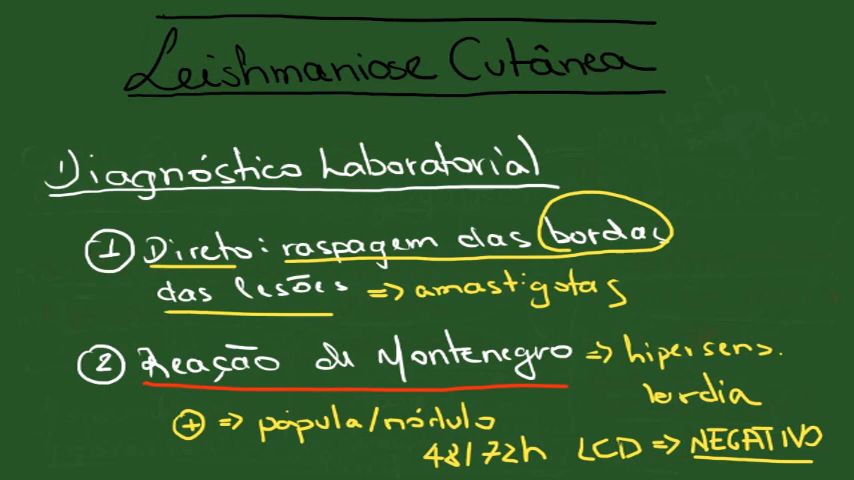 Leishmaniose Cutânea
Diagnóstico Laboratorial
1 Direto: raspagem das bordas
das lesões => amastigotas
2 Reação de Montenegro => hipersens.
tardia
+ => pápula/nódulo
48/72h LCD => NEGATIVO